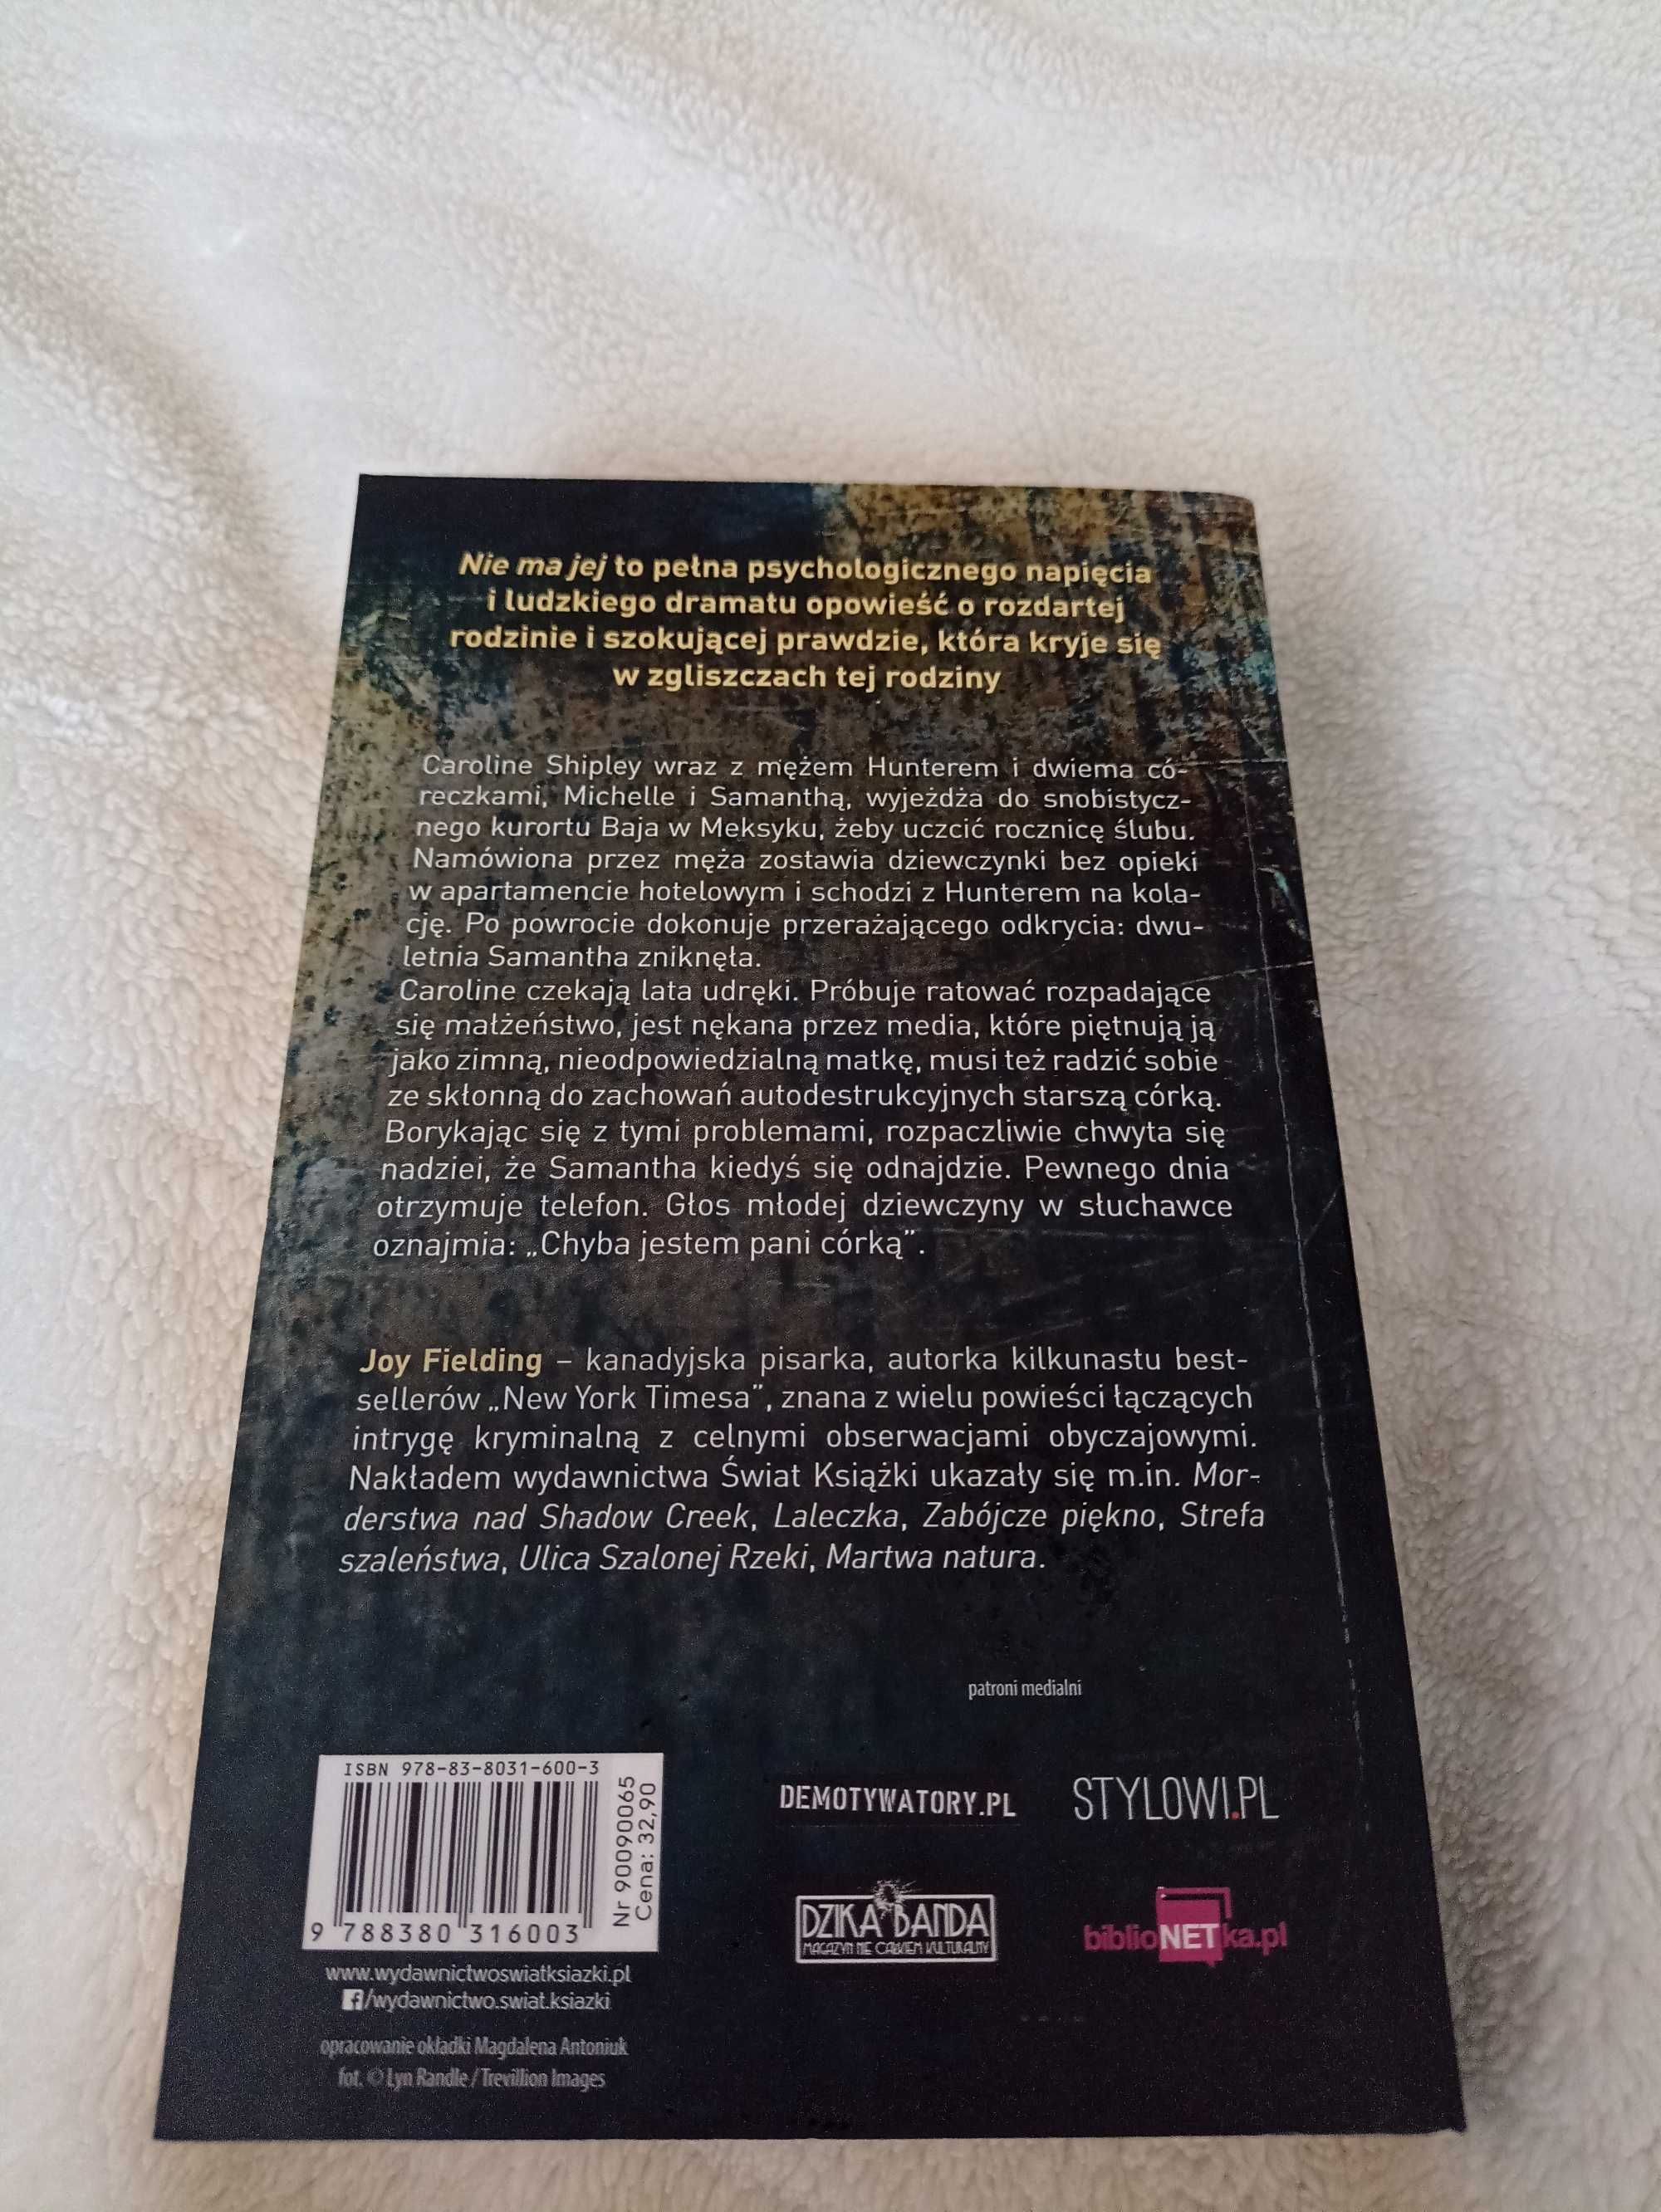 Nie ma jej to pełna psychologicznego napięcia
i ludzkiego dramatu opowieść o rozdartej
rodzinie i szokującej prawdzie, która kryje się
w zgliszczach tej rodziny
Caroline Shipley wraz z mężem Hunterem i dwiema có-
reczkami, Michelle i Samanthą, wyjeżdża do snobistycz-
nego kurortu Baja w Meksyku, żeby uczcić rocznicę ślubu.
Namówiona przez męża zostawia dziewczynki bez opieki
w apartamencie hotelowym i schodzi z Hunterem na kola-
cję. Po powrocie dokonuje przerażającego odkrycia: dwu-
letnia Samantha zniknęła.
Caroline czekają lata udręki. Próbuje ratować rozpadające
się małżeństwo, jest nękana przez media, które piętnują ją
jako zimną, nieodpowiedzialną matkę, musi też radzić sobie
ze skłonną do zachowań autodestrukcyjnych starszą córką.
Borykając się z tymi problemami, rozpaczliwie chwyta się
nadziei, że Samantha kiedyś się odnajdzie. Pewnego dnia
otrzymuje telefon. Głos młodej dziewczyny w słuchawce
oznajmia: „Chyba jestem pani córką”.
Joy Fielding – kanadyjska pisarka, autorka kilkunastu best-
sellerów „New York Timesa”, znana z wielu powieści łączących
intrygę kryminalną z celnymi obserwacjami obyczajowymi.
Nakładem wydawnictwa Świat Książki ukazały się m.in. Mor-
derstwa nad Shadow Creek, Laleczka, Zabójcze piękno, Strefa
szaleństwa, Ulica Szalonej Rzeki, Martwa natura.
patroni medialni
ISBN 978-83-8031-600-3
9 788380 316003
Nr 90090065
Cena: 32,90
DEMOTYWATORY.PL
STYLOWI.PL
DZIKA BANDA
MAGAZYN NIE CAŁKIEM KULTURALNY
biblioNETka.pl
www.wydawnictwoswiatksiazki.pl
f/wydawnictwo.swiat.ksiazki
opracowanie okładki Magdalena Antoniuk
fot. © Lyn Randle / Trevillion Images